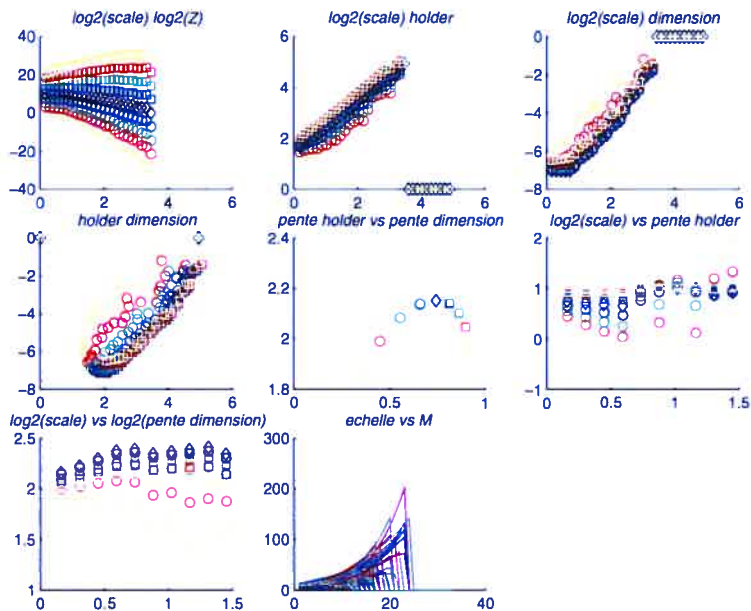 log2(scale) log2(Z)
40
20
0
−20
−40
0 2 4 6
log2(scale) holder
6
4
2
0
0 2 4 6
log2(scale) dimension
0
−2
−4
−6
−8
0 2 4 6
holder dimension
0
−2
−4
−6
−8
0 2 4 6
pente holder vs pente dimension
2.4
2.2
2
1.8
0 0.5 1
log2(scale) vs pente holder
2
1
0
−1
0 0.5 1 1.5
log2(scale) vs log2(pente dimension)
2.5
2
1.5
1
0 0.5 1 1.5
echelle vs M
300
200
100
0
0 20 40